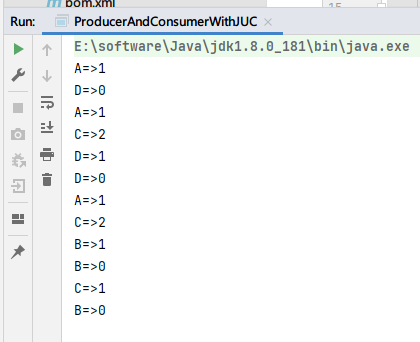 pom.xml
15
Run: ProducerAndConsumerWithJUC ×
E:\software\Java\jdk1.8.0_181\bin\java.exe
A=>1
D=>0
A=>1
C=>2
D=>1
D=>0
A=>1
C=>2
B=>1
B=>0
C=>1
B=>0